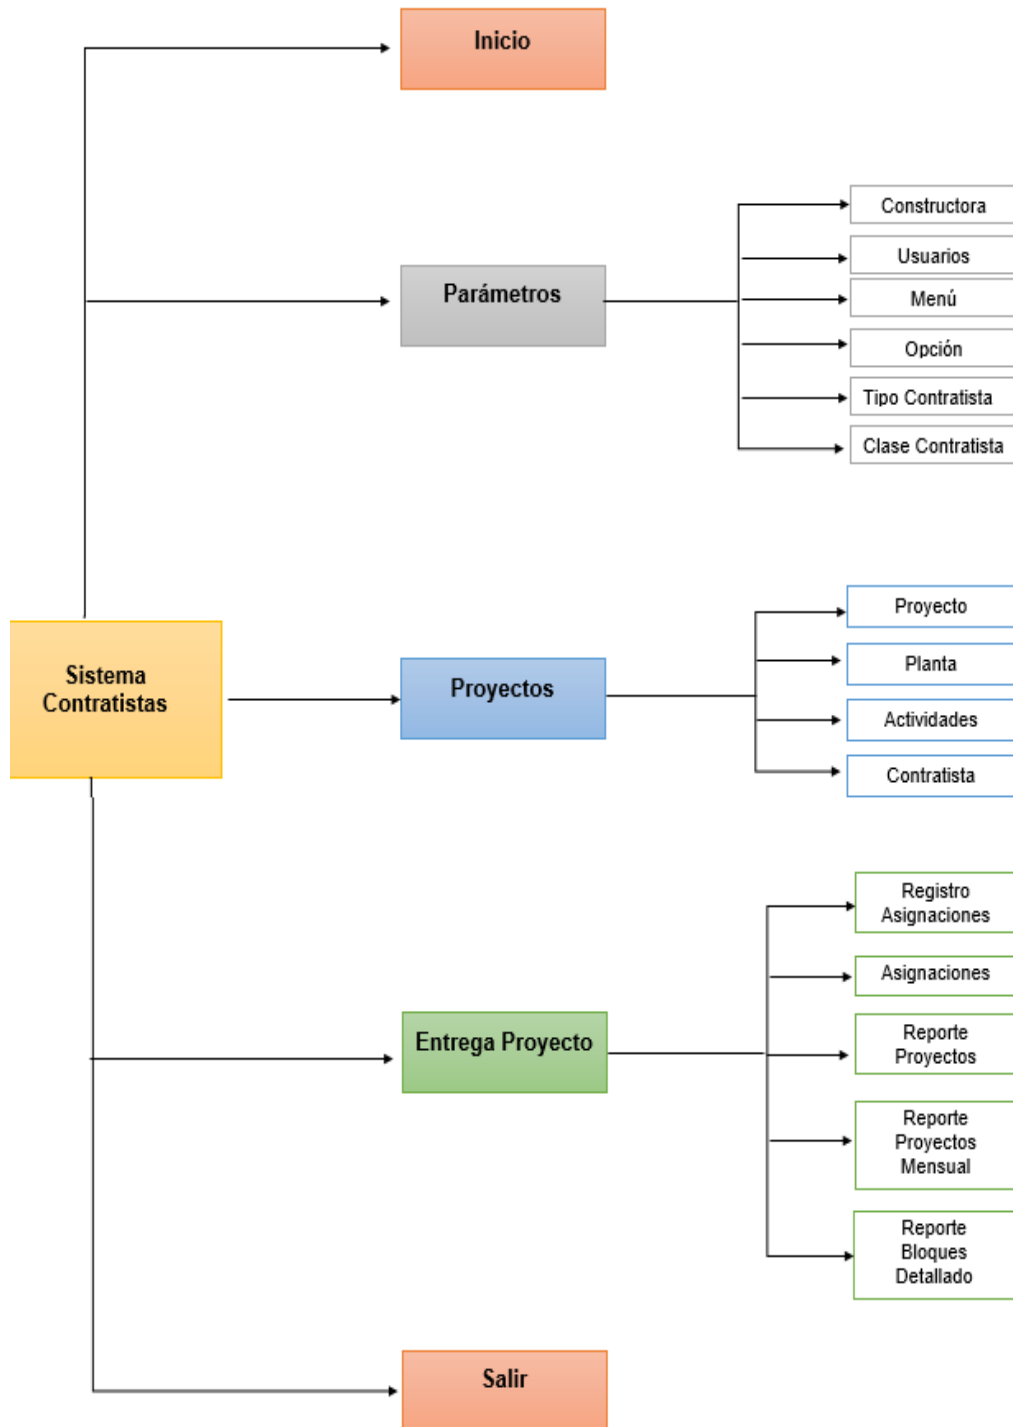 Inicio
Parámetros
Constructora
Usuarios
Menú
Opción
Tipo Contratista
Clase Contratista
Sistema
Contratistas
Proyectos
Proyecto
Planta
Actividades
Contratista
Entrega Proyecto
Registro
Asignaciones
Asignaciones
Reporte
Proyectos
Reporte
Proyectos
Mensual
Reporte
Bloques
Detallado
Salir